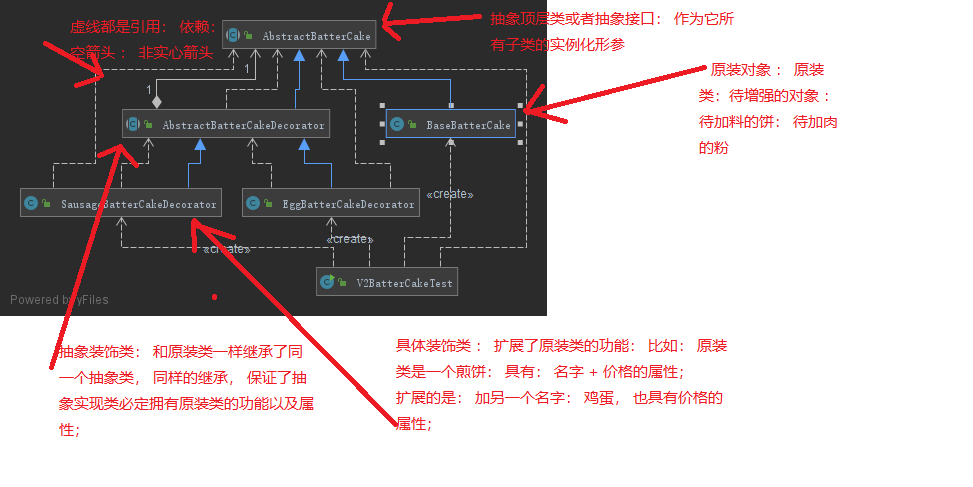 虚线都是引用： 依赖：
空箭头 ： 非实心箭头
AbstractBatterCake
抽象顶层类或者抽象接口： 作为它所
有子类的实例化形参
原装对象 ： 原装
类： 待增强的对象 ：
待加料的饼： 待加肉
的粉
1
1
AbstractBatterCakeDecorator
BaseBatterCake
«create»
SausageBatterCakeDecorator
EggBatterCakeDecorator
«create»
«create»
V2BatterCakeTest
Powered by yFiles
抽象装饰类： 和原装类一样继承了同
一个抽象类， 同样的继承， 保证了抽
象实现类必定拥有原装类的功能以及属
性；
具体装饰类 ： 扩展了原装类的功能： 比如： 原装
类是一个煎饼： 具有： 名字 + 价格的属性；
扩展的是： 加另一个名字： 鸡蛋， 也具有价格的
属性；